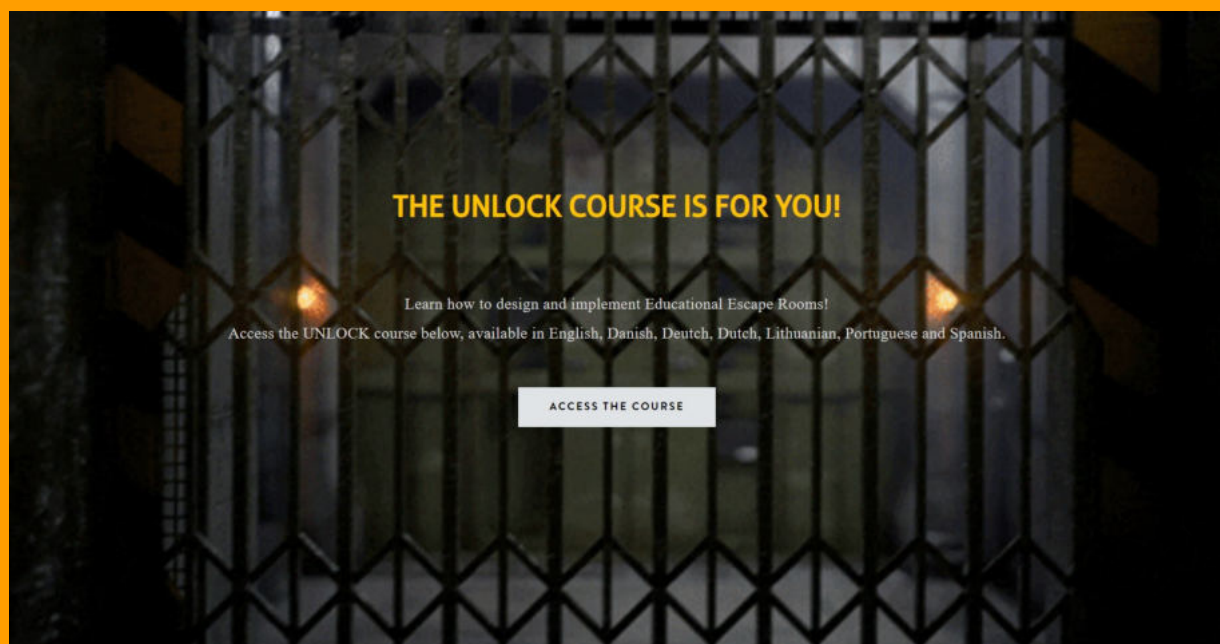 THE UNLOCK COURSE IS FOR YOU!
Learn how to design and implement Educational Escape Rooms!
Access the UNLOCK course below, available in English, Danish, Deutch, Dutch, Lithuanian, Portuguese and Spanish.
ACCESS THE COURSE